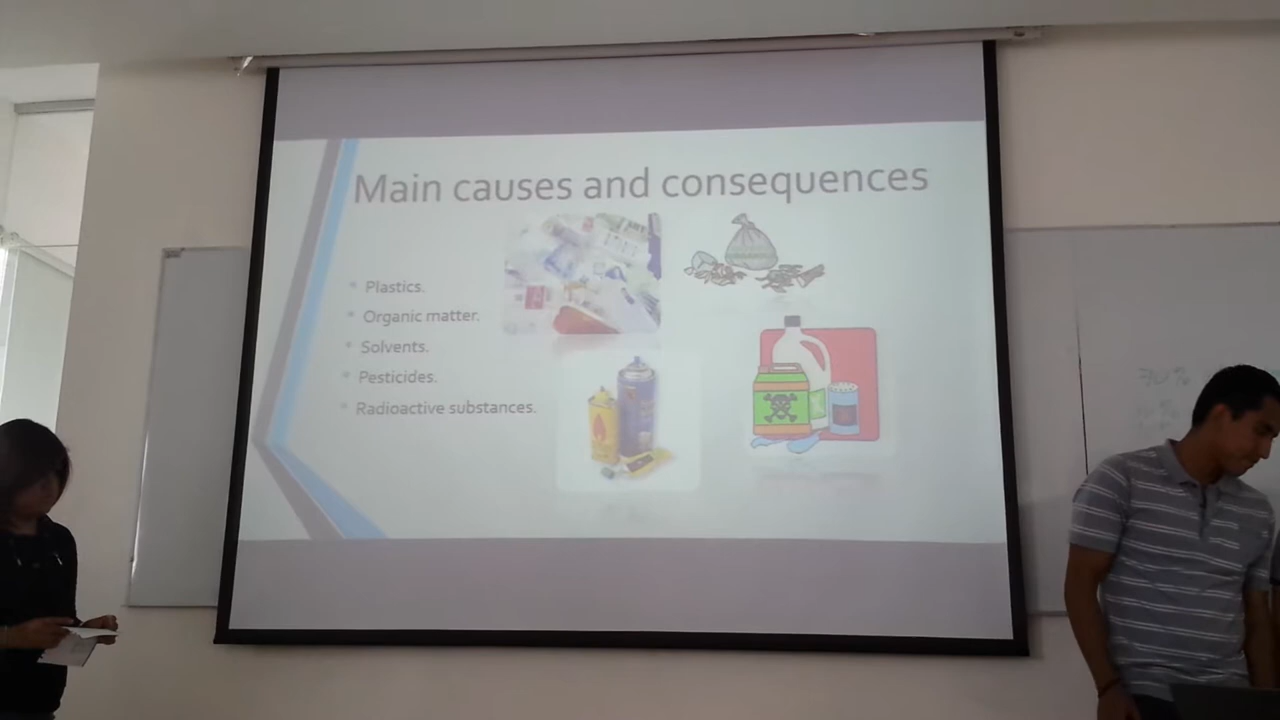 Main causes and consequences
Plastics.
Organic matter.
Solvents.
Pesticides.
Radioactive substances.